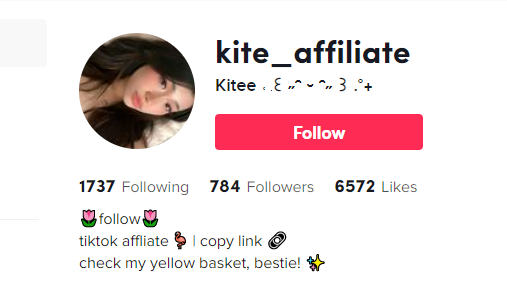 kite_affiliate
Kitee ˓ 𓈒 ꒰ ˶ᵔ ᵕ ᵔ˶ ꒱ .˚₊
Follow
1737 Following 784 Followers 6572 Likes
🌷follow🌷
tiktok affliate 🦩 | copy link 🔗
check my yellow basket, bestie! ✨